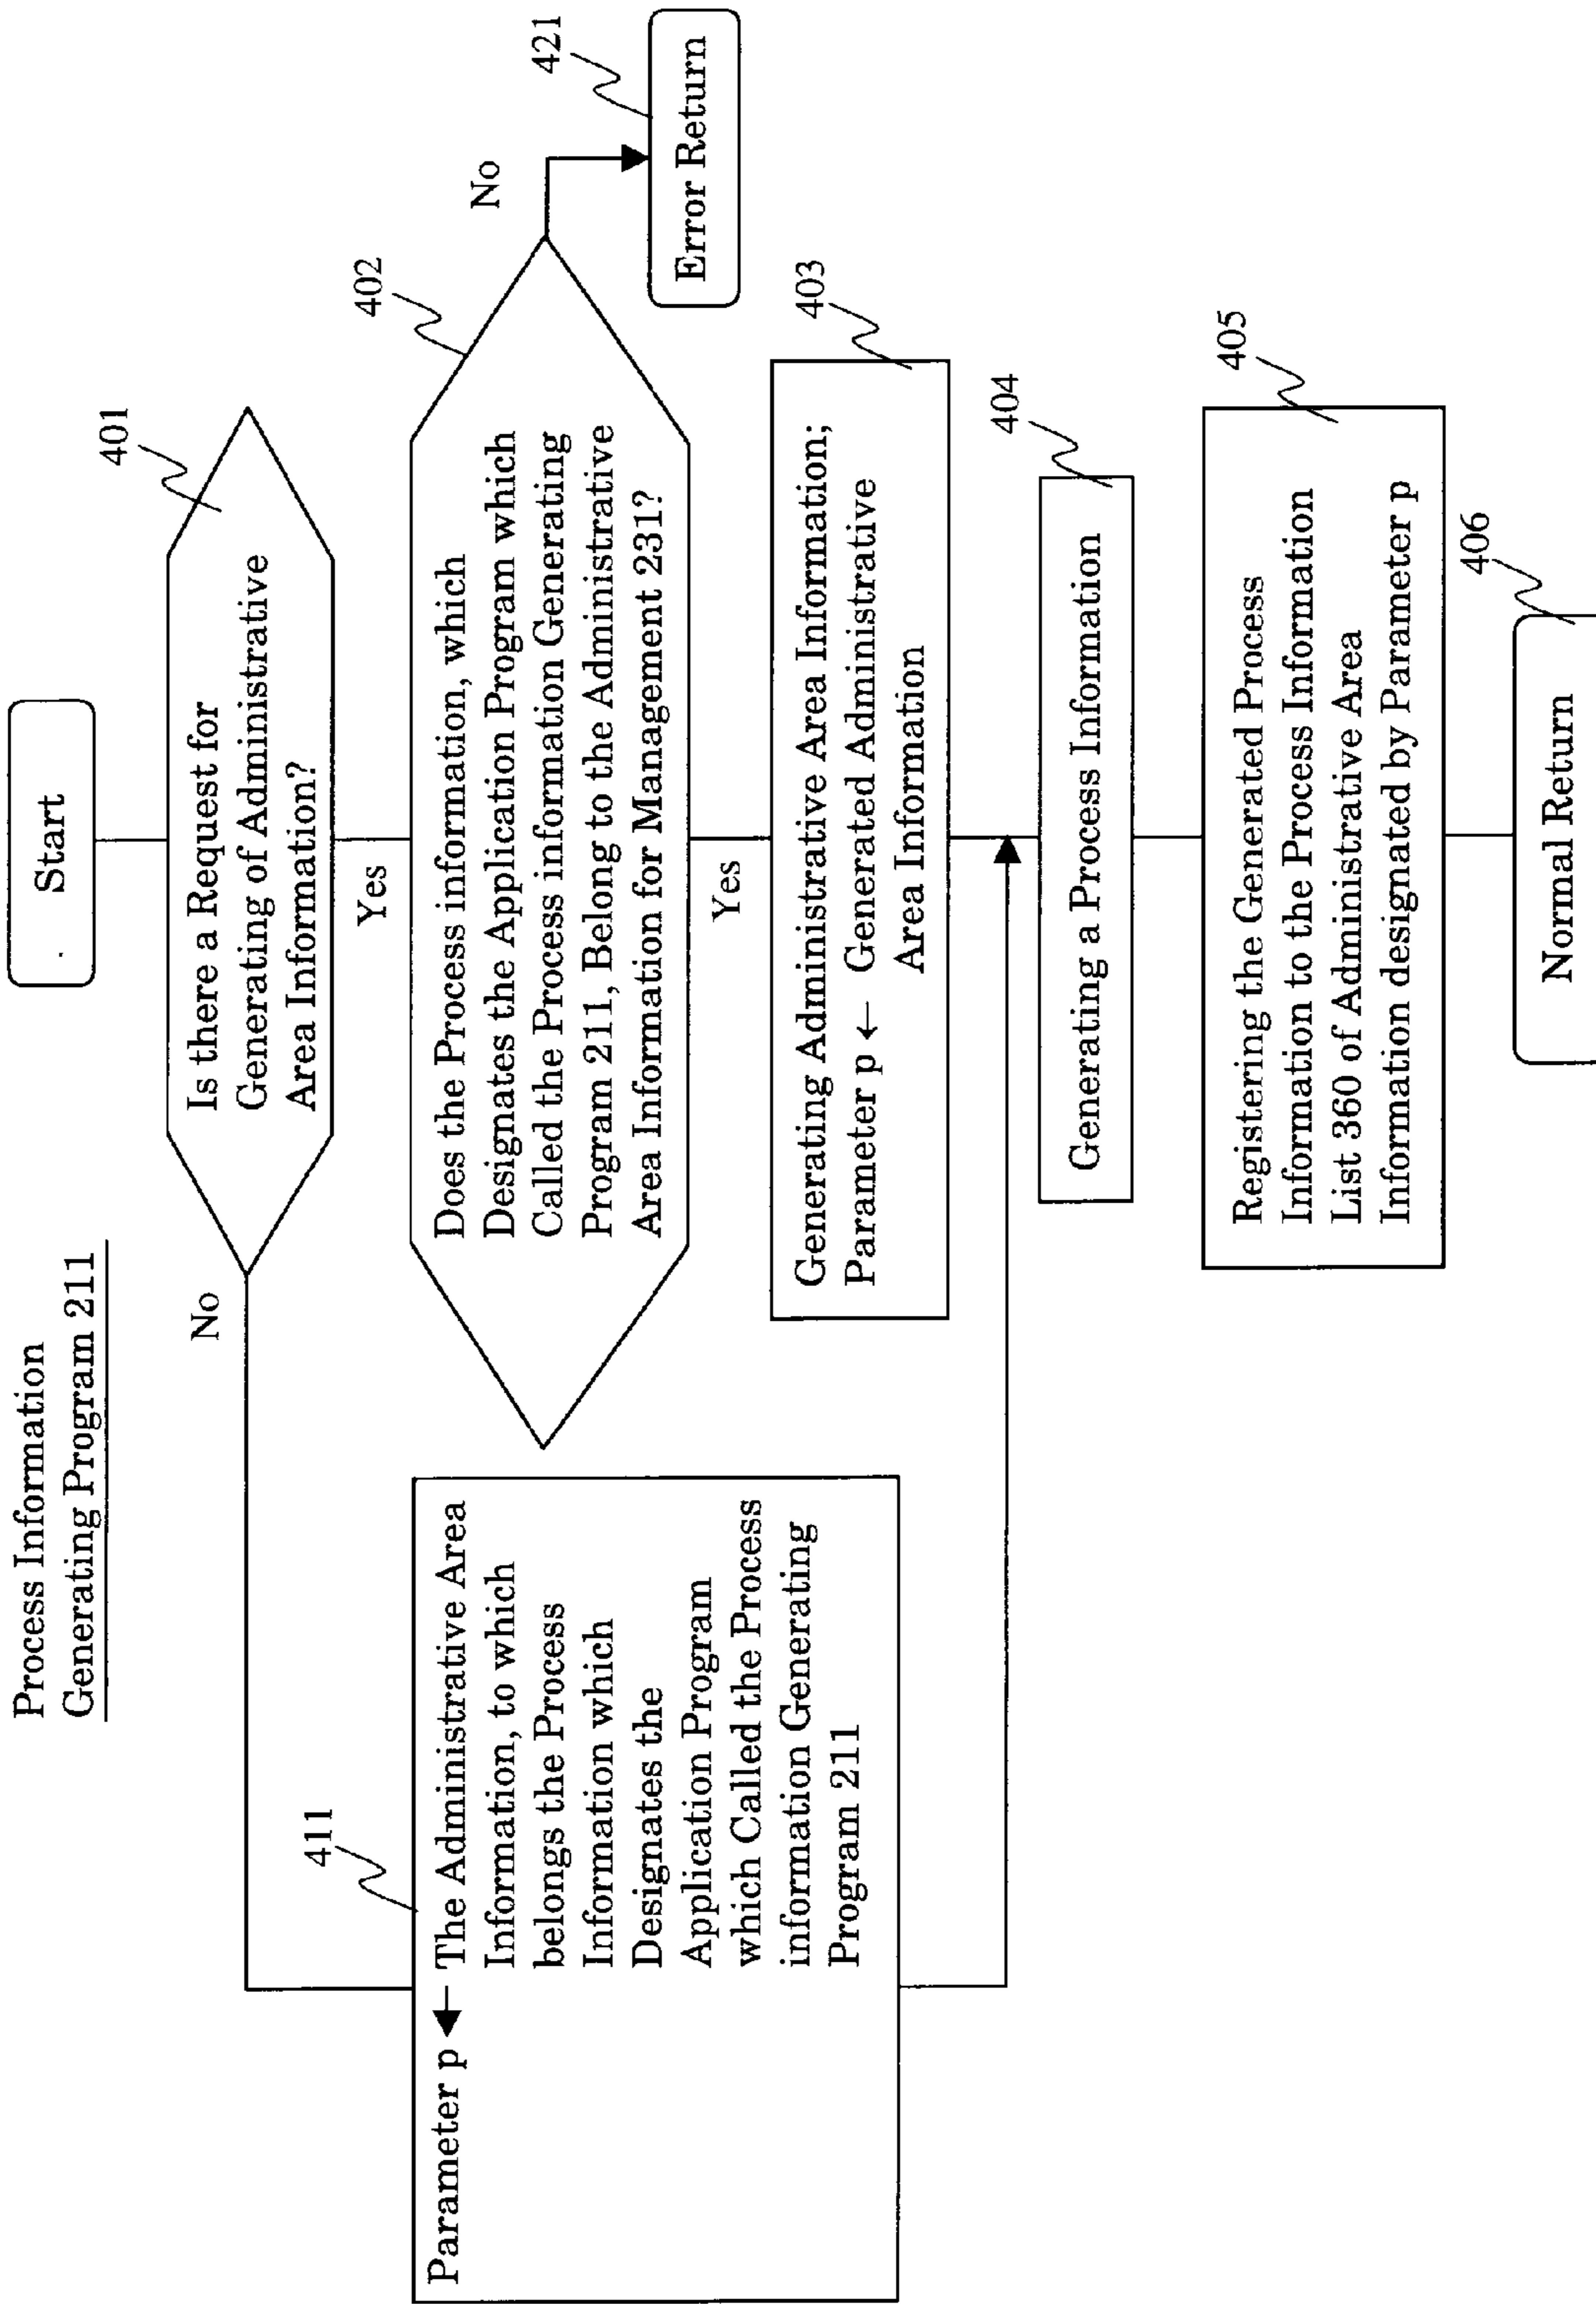 Process Information
Generating Program 211
Start
401
Is there a Request for
Generating of Administrative
Area Information?
No
Yes
402
Does the Process information, which
Designates the Application Program which
Called the Process information Generating
Program 211, Belong to the Administrative
Area Information for Management 231?
No
421
Error Return
Yes
411
Parameter p ← The Administrative Area
Information, to which
belongs the Process
Information which
Designates the
Application Program
which Called the Process
information Generating
Program 211
403
Generating Administrative Area Information;
Parameter p ← Generated Administrative
Area Information
404
Generating a Process Information
405
Registering the Generated Process
Information to the Process Information
List 360 of Administrative Area
Information designated by Parameter p
406
Normal Return